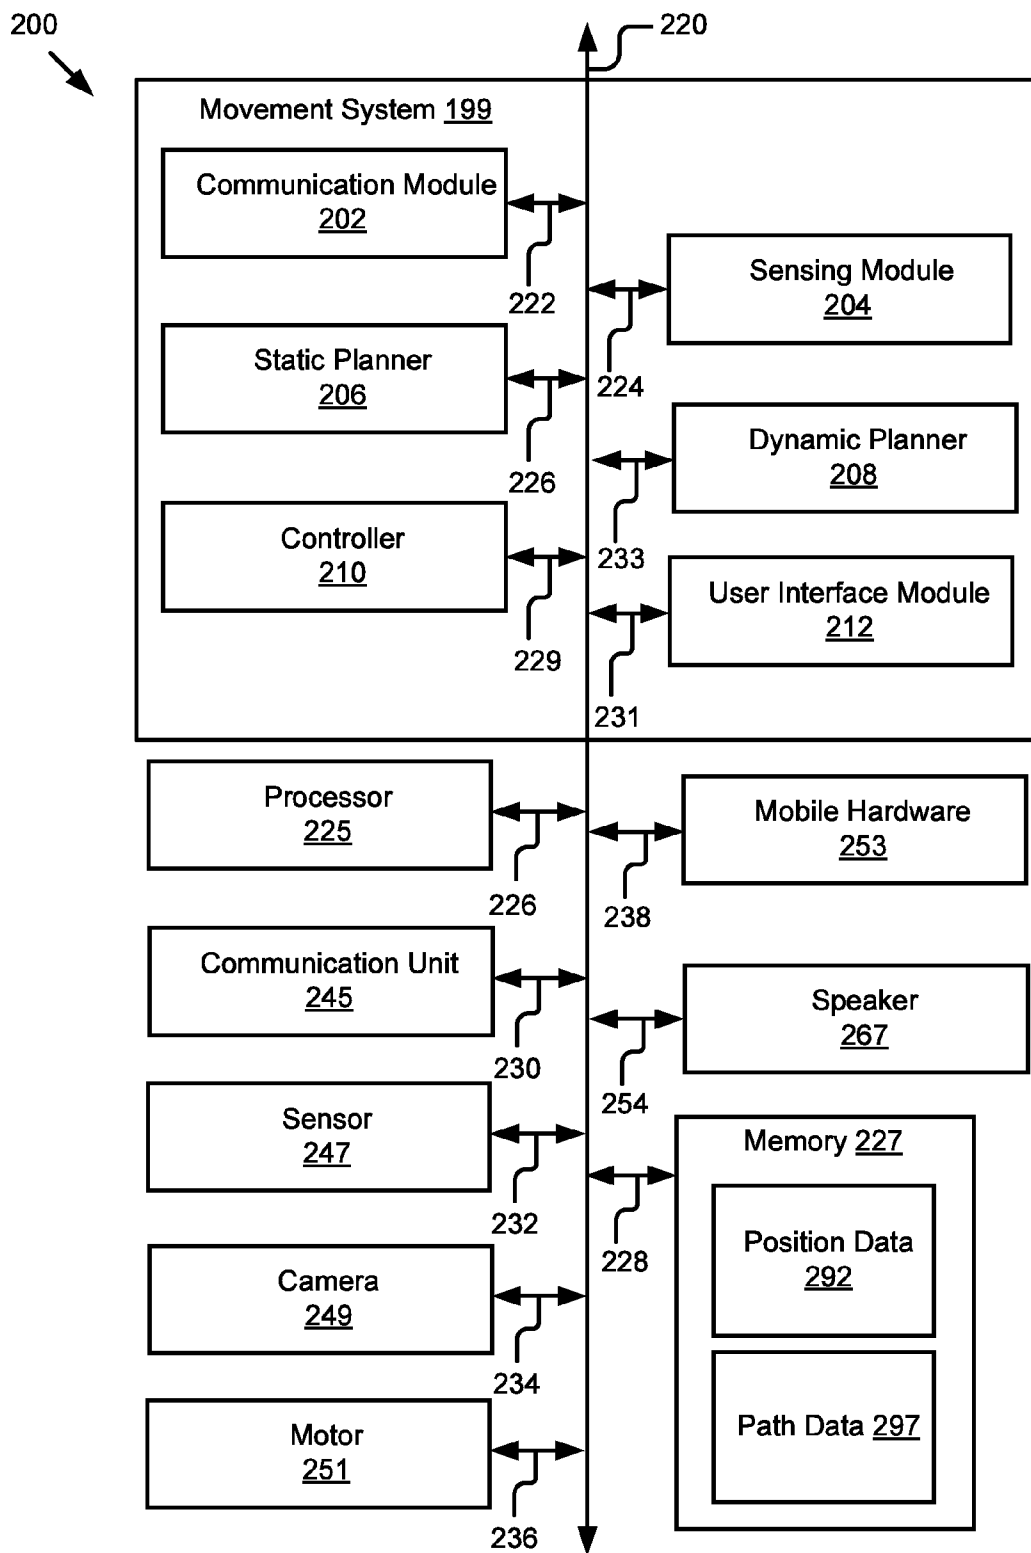 200
220
Movement System 199
Communication Module
202
222
Sensing Module
204
224
Static Planner
206
226
Dynamic Planner
208
233
Controller
210
229
User Interface Module
212
231
Processor
225
226
Mobile Hardware
253
238
Communication Unit
245
230
Speaker
267
254
Sensor
247
232
Memory 227
228
Position Data
292
Camera
249
234
Path Data 297
Motor
251
236